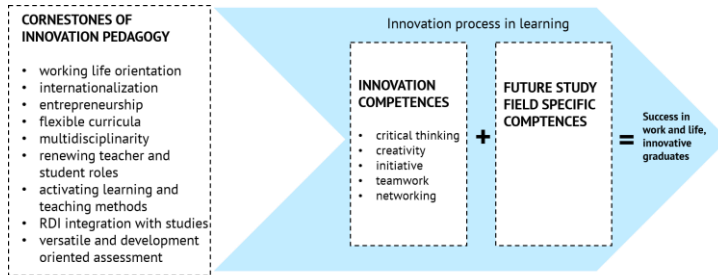 CORNESTONES OF
INNOVATION PEDAGOGY
• working life orientation
• internationalization
• entrepreneurship
• flexible curricula
• multidisciplinarity
• renewing teacher and
student roles
• activating learning and
teaching methods
• RDI integration with studies
• versatile and development
oriented assessment
Innovation process in learning
INNOVATION
COMPETENCES
• critical thinking
• creativity
• initiative
• teamwork
• networking
+
FUTURE STUDY
FIELD SPECIFIC
COMPTENCES
=
Success in
work and life,
innovative
graduates